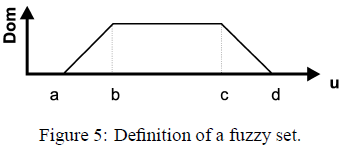 Dom
a b c d u
Figure 5: Definition of a fuzzy set.